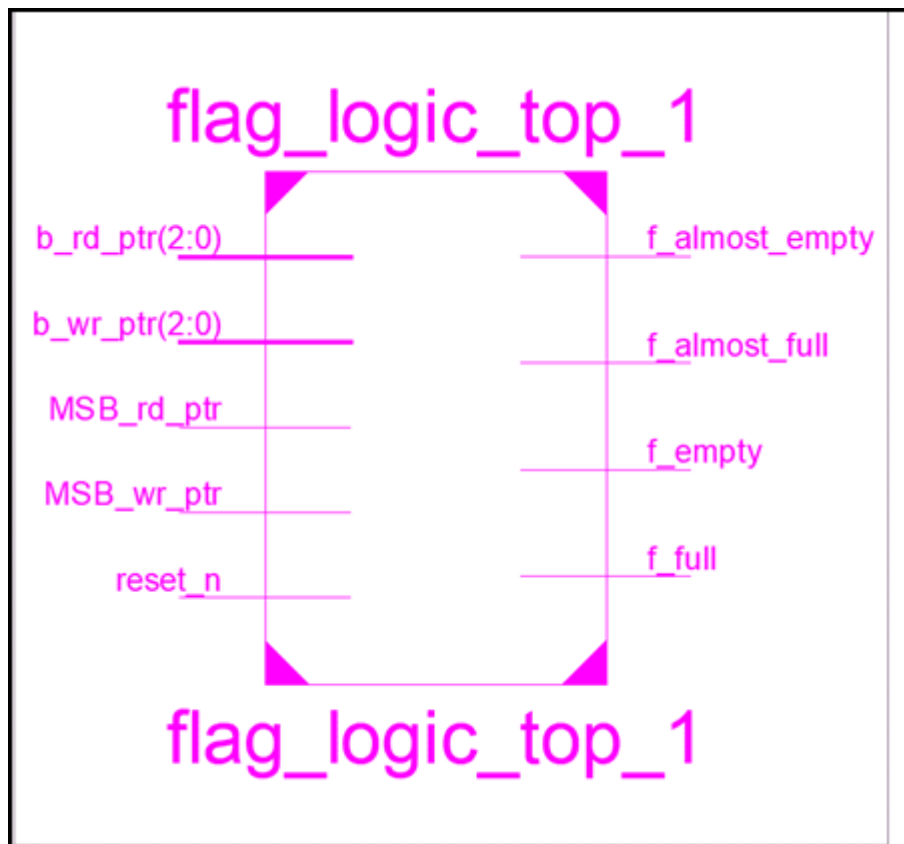 flag_logic_top_1
b_rd_ptr(2:0)
f_almost_empty
b_wr_ptr(2:0)
f_almost_full
MSB_rd_ptr
f_empty
MSB_wr_ptr
f_full
reset_n
flag_logic_top_1